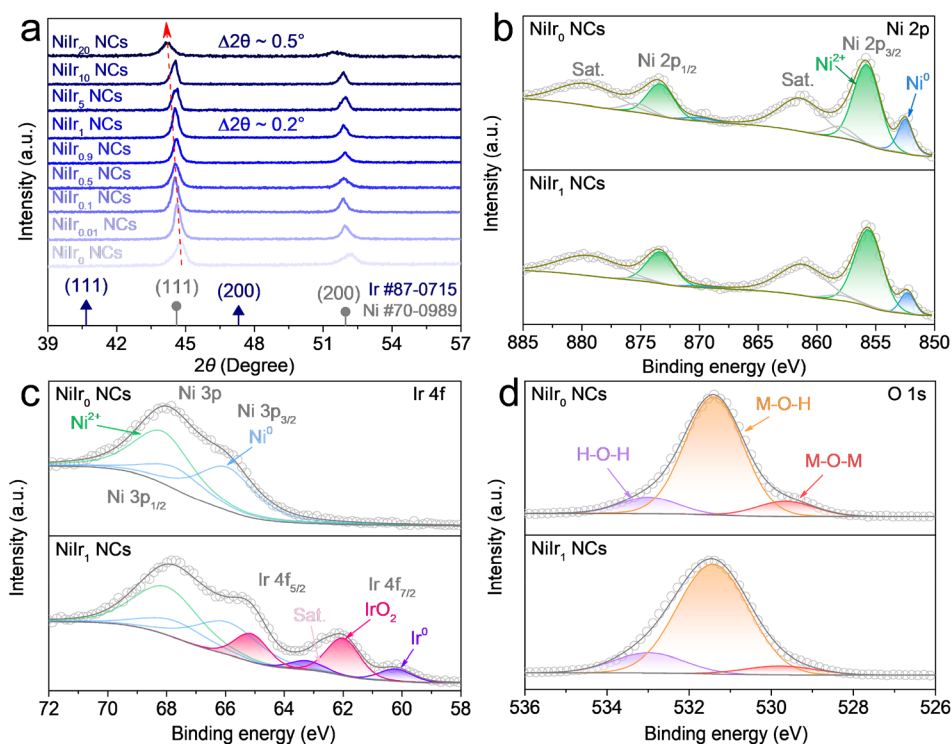 a
NiIr20 NCs
Δ2θ ~ 0.5°
NiIr10 NCs
NiIr5 NCs
NiIr1 NCs
Δ2θ ~ 0.2°
NiIr0.9 NCs
NiIr0.5 NCs
NiIr0.1 NCs
NiIr0.01 NCs
NiIr0 NCs
(111)
(111)
(200)
(200)
Ir #87-0715
Ni #70-0989
39 42 45 48 51 54 57
2θ (Degree)
Intensity (a.u.)
b
NiIr0 NCs
Ni 2p
Sat.
Ni 2p1/2
Sat.
Ni 2p3/2
Ni2+
Ni0
NiIr1 NCs
885 880 875 870 865 860 855 850
Binding energy (eV)
Intensity (a.u.)
c
NiIr0 NCs
Ir 4f
Ni 3p
Ni2+
Ni 3p3/2
Ni0
Ni 3p1/2
NiIr1 NCs
Ir 4f5/2
Ir 4f7/2
Sat.
IrO2
Ir0
72 70 68 66 64 62 60 58
Binding energy (eV)
Intensity (a.u.)
d
NiIr0 NCs
O 1s
M-O-H
H-O-H
M-O-M
NiIr1 NCs
536 534 532 530 528 526
Binding energy (eV)
Intensity (a.u.)